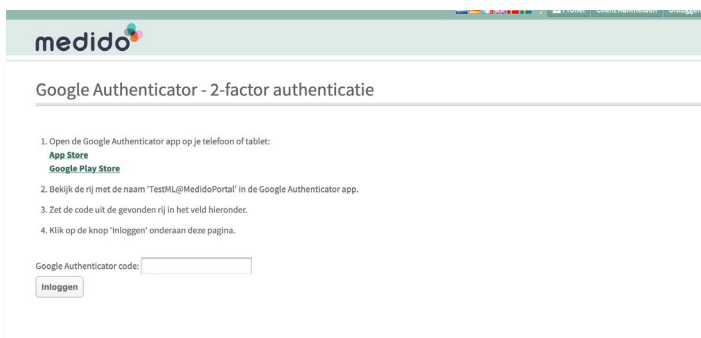 medido
Google Authenticator - 2-factor authenticatie
1. Open de Google Authenticator app op je telefoon of tablet:
App Store
Google Play Store
2. Bekijk de rij met de naam 'TestML@MedidoPortal' in de Google Authenticator app.
3. Zet de code uit de gevonden rij in het veld hieronder.
4. Klik op de knop 'Inloggen' onderaan deze pagina.
Google Authenticator code:
Inloggen